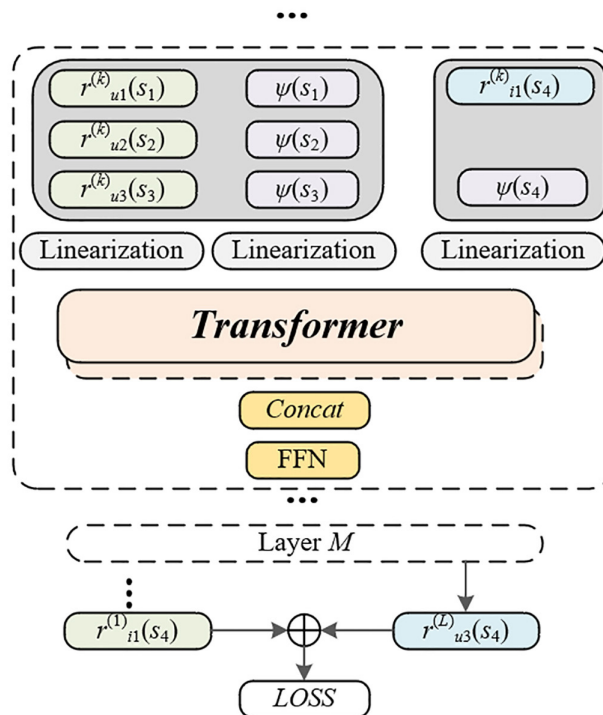 ...
r^(k)_u1(s_1) ψ(s_1) r^(k)_i1(s_4)
r^(k)_u2(s_2) ψ(s_2)
r^(k)_u3(s_3) ψ(s_3) ψ(s_4)
Linearization Linearization Linearization
Transformer
Concat
FFN
...
Layer M
r^(1)_i1(s_4) r^(L)_u3(s_4)
LOSS